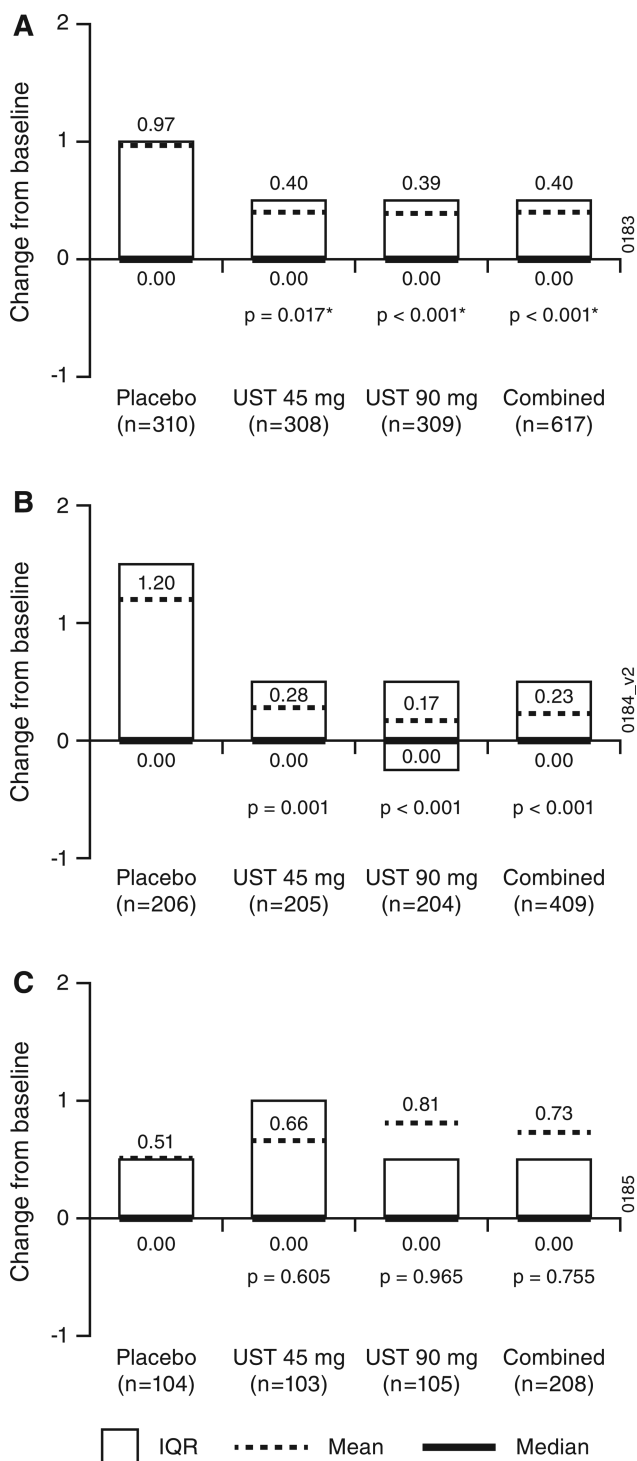 A
2
1
0
-1
Change from baseline
0.97
0.40
0.39
0.40
0.00
0.00
0.00
0.00
p = 0.017*
p < 0.001*
p < 0.001*
0183
Placebo
UST 45 mg
UST 90 mg
Combined
(n=310)
(n=308)
(n=309)
(n=617)
B
2
1
0
-1
Change from baseline
1.20
0.28
0.17
0.23
0.00
0.00
0.00
0.00
p = 0.001
p < 0.001
p < 0.001
0184_v2
Placebo
UST 45 mg
UST 90 mg
Combined
(n=206)
(n=205)
(n=204)
(n=409)
C
2
1
0
-1
Change from baseline
0.51
0.66
0.81
0.73
0.00
0.00
0.00
0.00
p = 0.605
p = 0.965
p = 0.755
0185
Placebo
UST 45 mg
UST 90 mg
Combined
(n=104)
(n=103)
(n=105)
(n=208)
IQR
Mean
Median